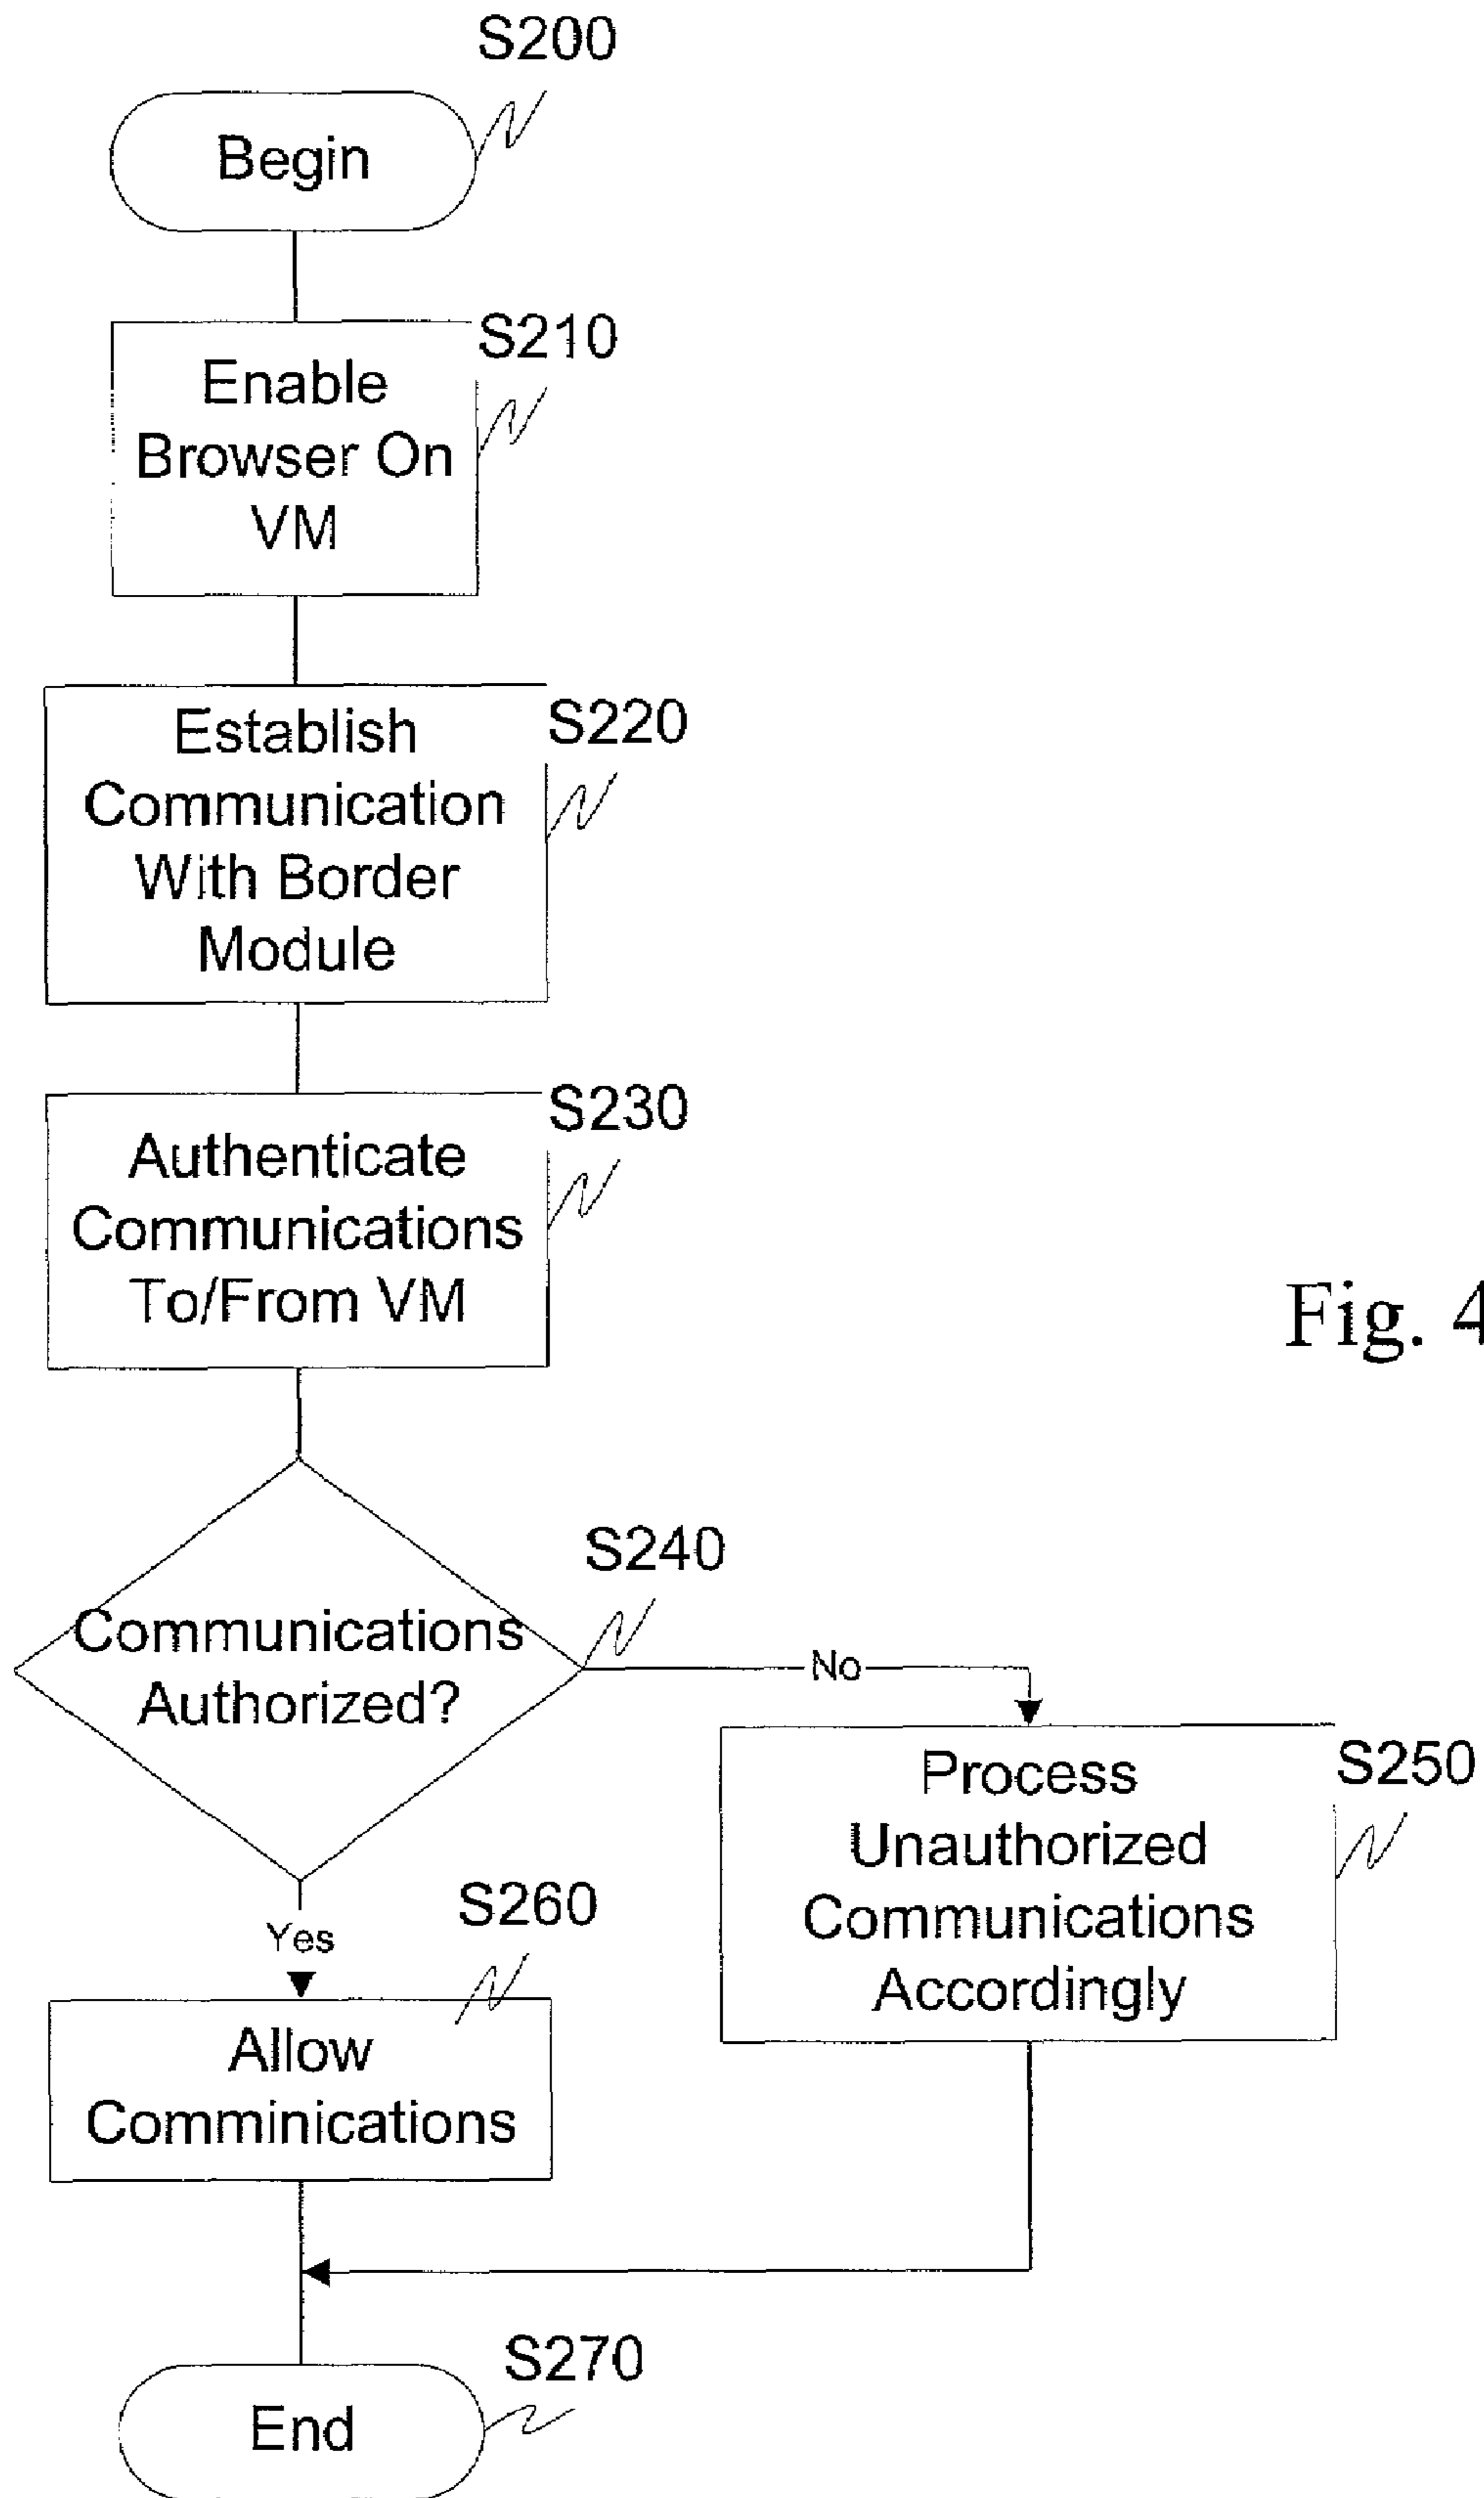 S200
Begin
S210
Enable
Browser On
VM
S220
Establish
Communication
With Border
Module
S230
Authenticate
Communications
To/From VM
Fig. 4
S240
Communications
Authorized?
No
S250
Process
Unauthorized
Communications
Accordingly
Yes
S260
Allow
Comminications
S270
End